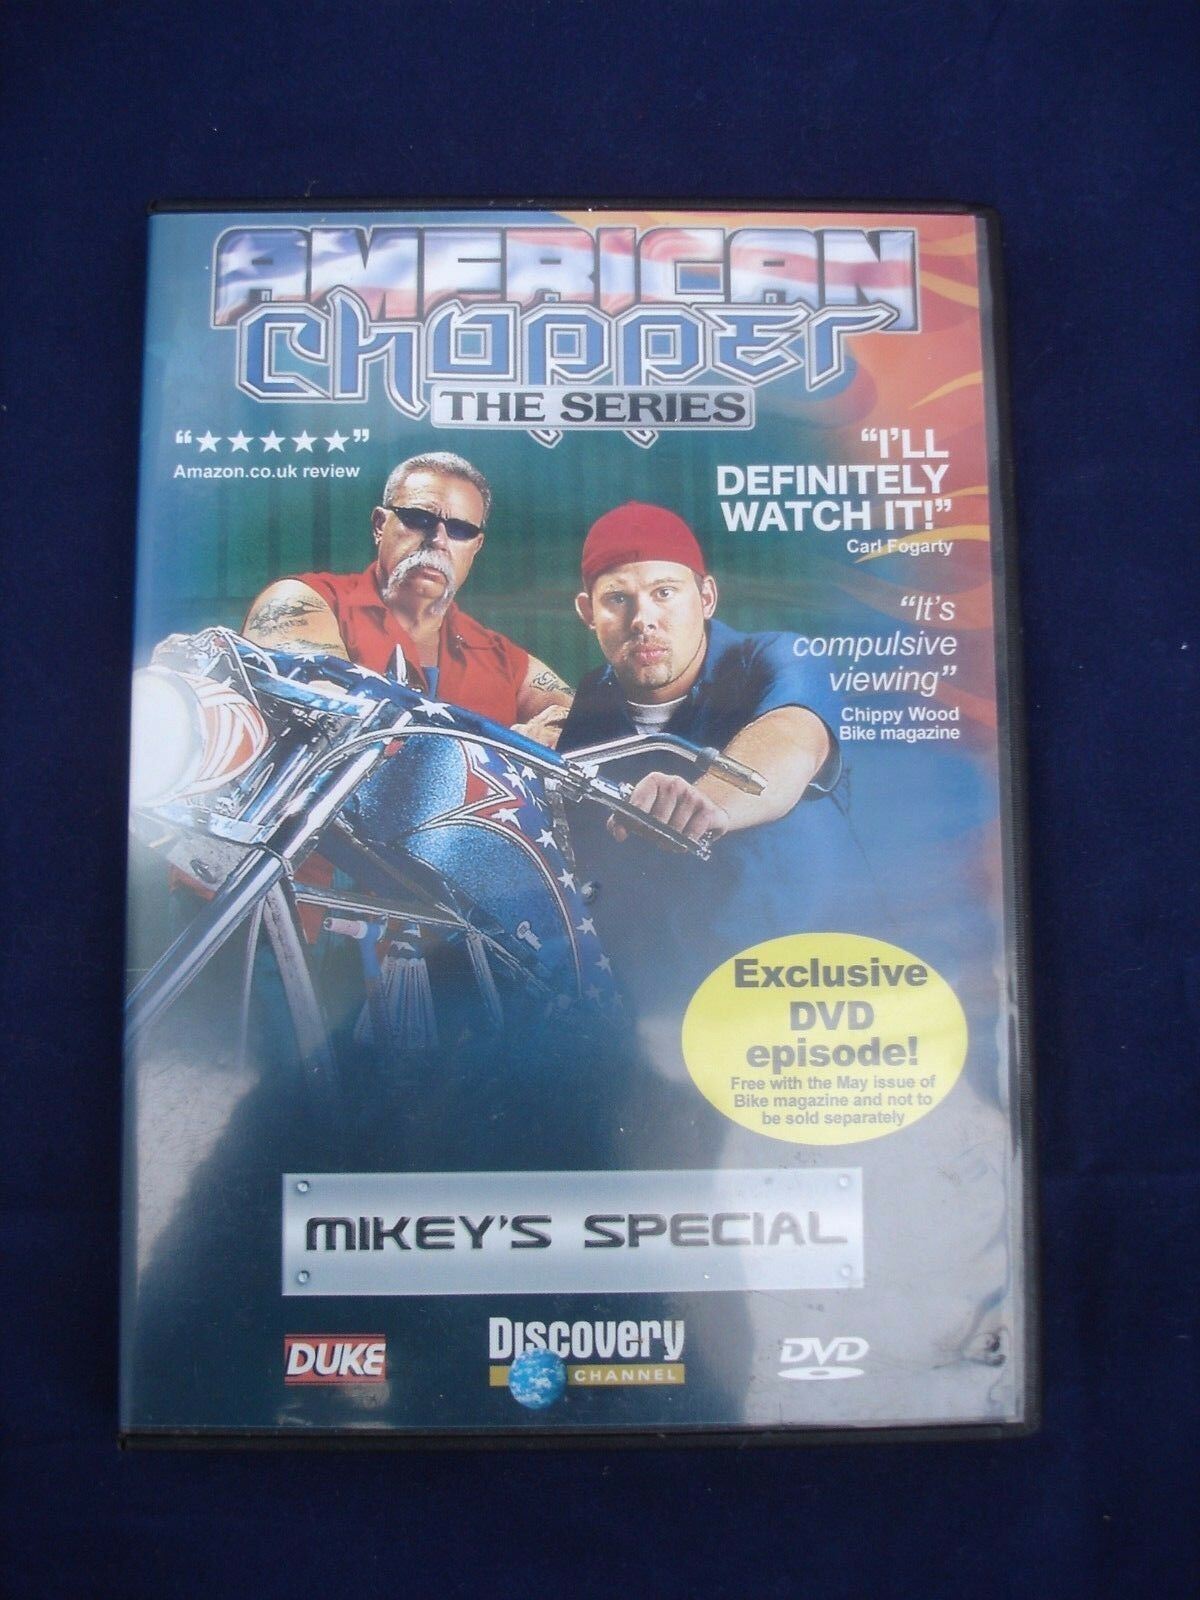 AMERICAN
chopper
THE SERIES
“★★★★★”
Amazon.co.uk review
“I’LL
DEFINITELY
WATCH IT!”
Carl Fogarty
“It’s
compulsive
viewing”
Chippy Wood
Bike magazine
Exclusive
DVD
episode!
Free with the May issue of
Bike magazine and not to
be sold separately
MIKEY’S SPECIAL
DUKE
Discovery
CHANNEL
DVD